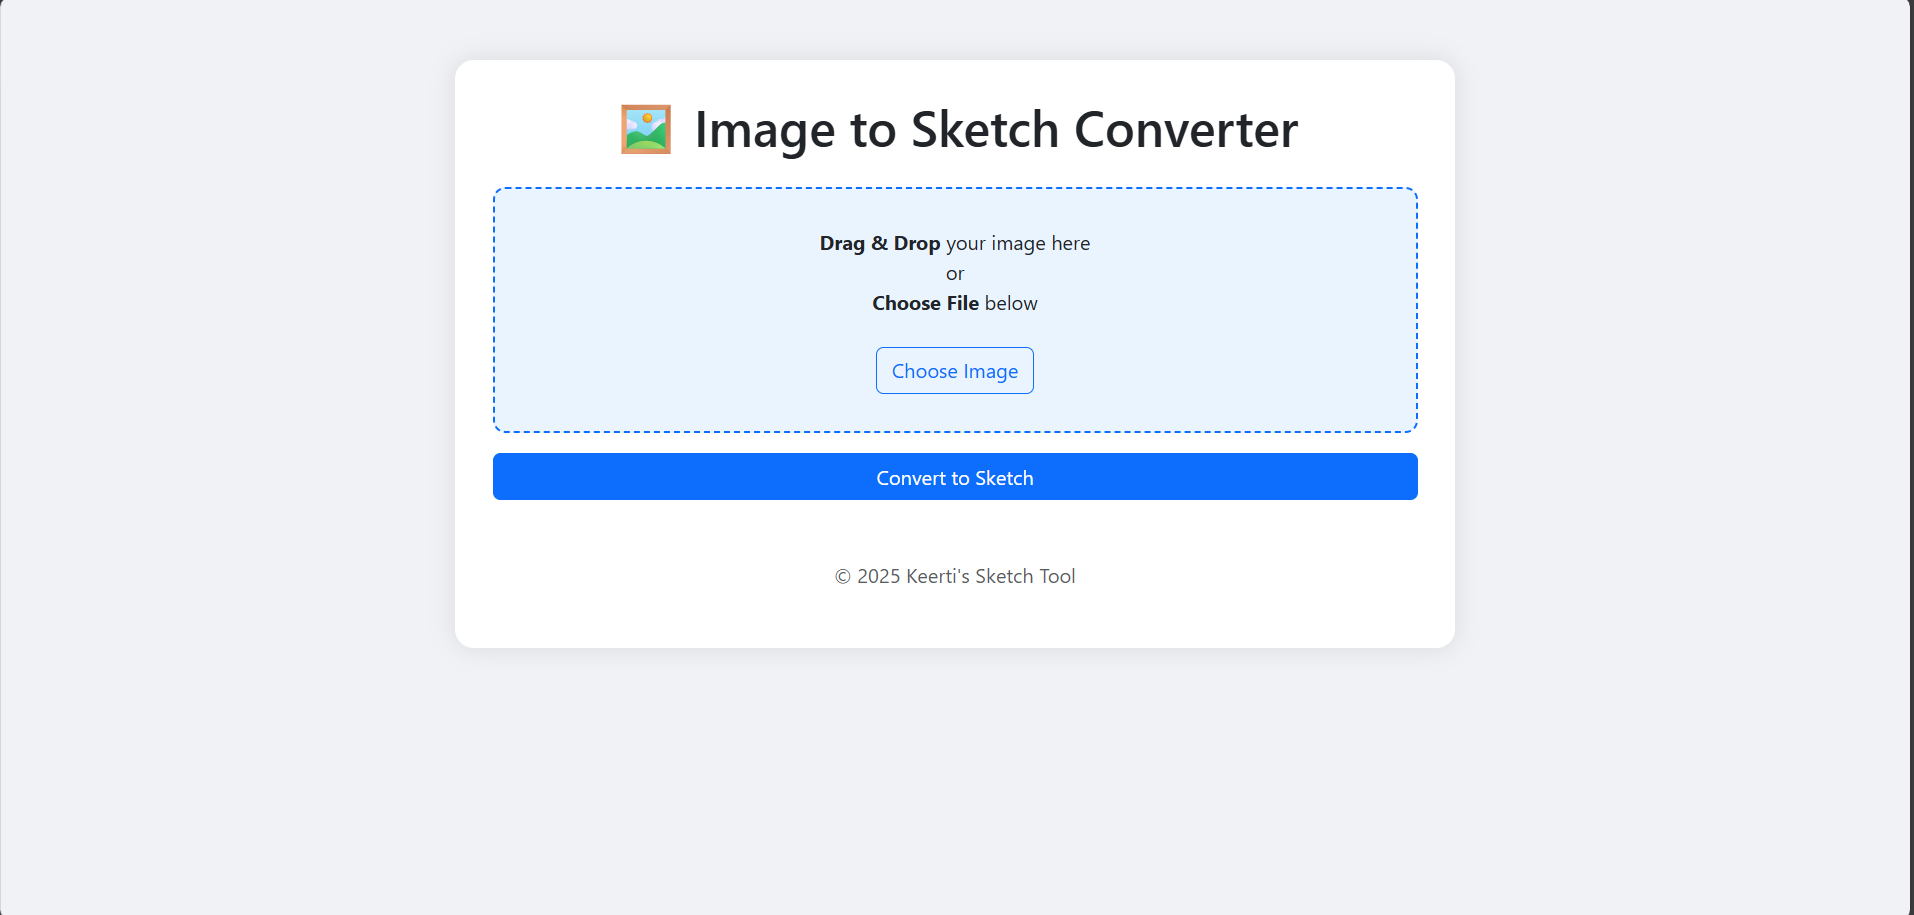 Image to Sketch Converter
Drag & Drop your image here
or
Choose File below
Choose Image
Convert to Sketch
© 2025 Keerti's Sketch Tool